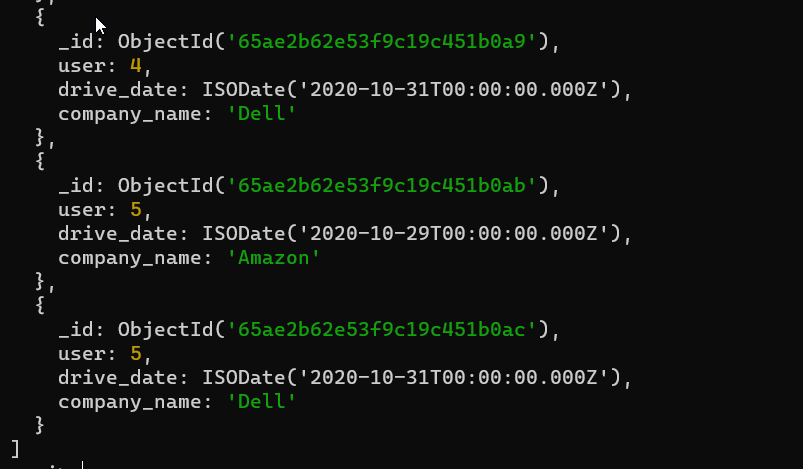 {
_id: ObjectId('65ae2b62e53f9c19c451b0a9'),
user: 4,
drive_date: ISODate('2020-10-31T00:00:00.000Z'),
company_name: 'Dell'
},
{
_id: ObjectId('65ae2b62e53f9c19c451b0ab'),
user: 5,
drive_date: ISODate('2020-10-29T00:00:00.000Z'),
company_name: 'Amazon'
},
{
_id: ObjectId('65ae2b62e53f9c19c451b0ac'),
user: 5,
drive_date: ISODate('2020-10-31T00:00:00.000Z'),
company_name: 'Dell'
}
]